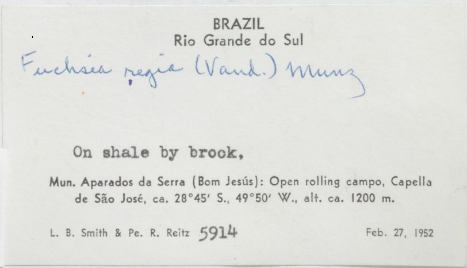 BRAZIL
Rio Grande do Sul
Fuchsia regia (Vand.) Munz
On shale by brook,
Mun. Aparados da Serra (Bom Jesús): Open rolling campo, Capella
de São José, ca. 28°45' S., 49°50' W., alt. ca. 1200 m.
L. B. Smith & Pe. R. Reitz 5914 Feb. 27, 1952